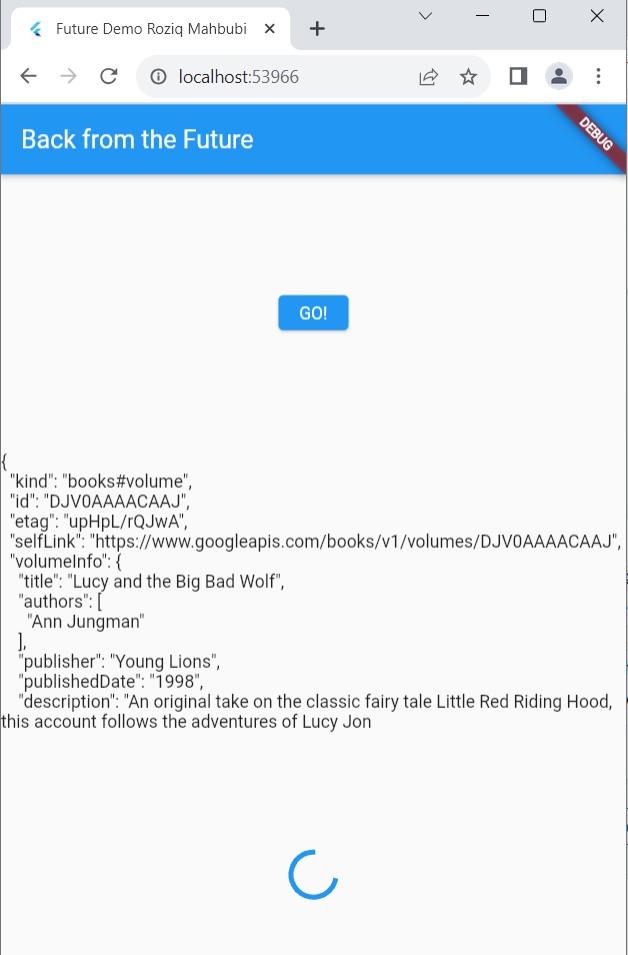 Future Demo Roziq Mahbubi
localhost:53966
Back from the Future
DEBUG
GO!
{
"kind": "books#volume",
"id": "DJV0AAAACAAJ",
"etag": "upHpL/rQJwA",
"selfLink": "https://www.googleapis.com/books/v1/volumes/DJV0AAAACAAJ",
"volumeInfo": {
"title": "Lucy and the Big Bad Wolf",
"authors": [
"Ann Jungman"
],
"publisher": "Young Lions",
"publishedDate": "1998",
"description": "An original take on the classic fairy tale Little Red Riding Hood,
this account follows the adventures of Lucy Jon